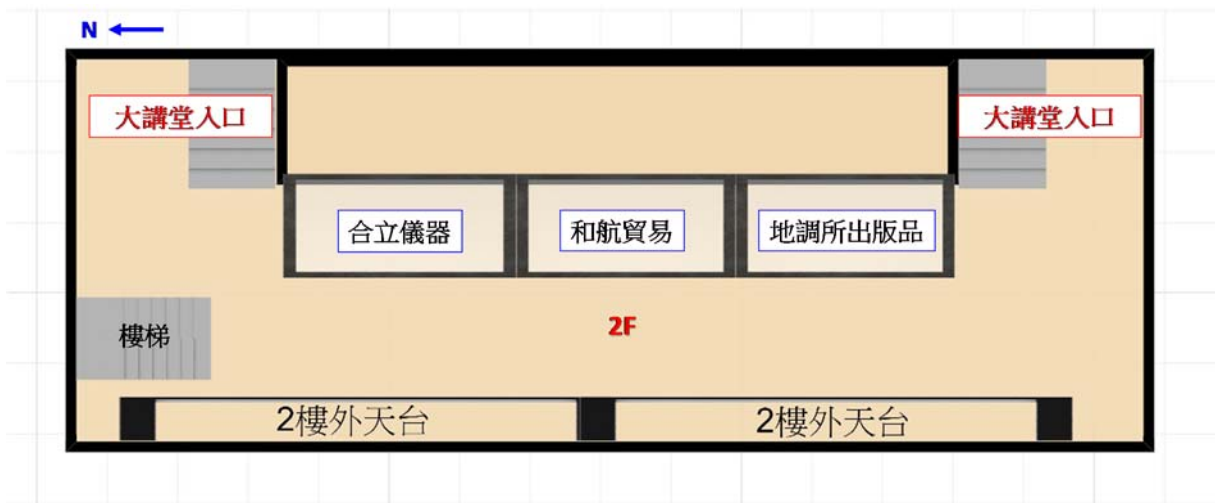 N
大講堂入口
大講堂入口
合立儀器
和航貿易
地調所出版品
樓梯
2F
2樓外天台
2樓外天台